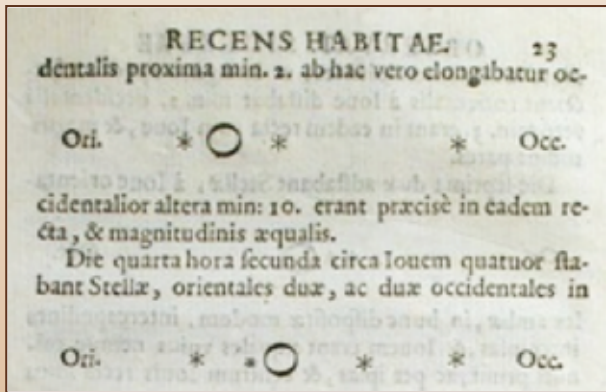 RECENS HABITAE. 23
dentalis proxima min. 2. ab hac vero elongabatur oc-
Ori. * O * * Occ.
cidentalior altera min: 10. erant præcisè in eadem re-
cta, & magnitudinis æqualis.
Die quarta hora secunda circa Iouem quatuor sta-
bant Stellæ, orientales duæ, ac duæ occidentales in
Ori. * * O * * Occ.